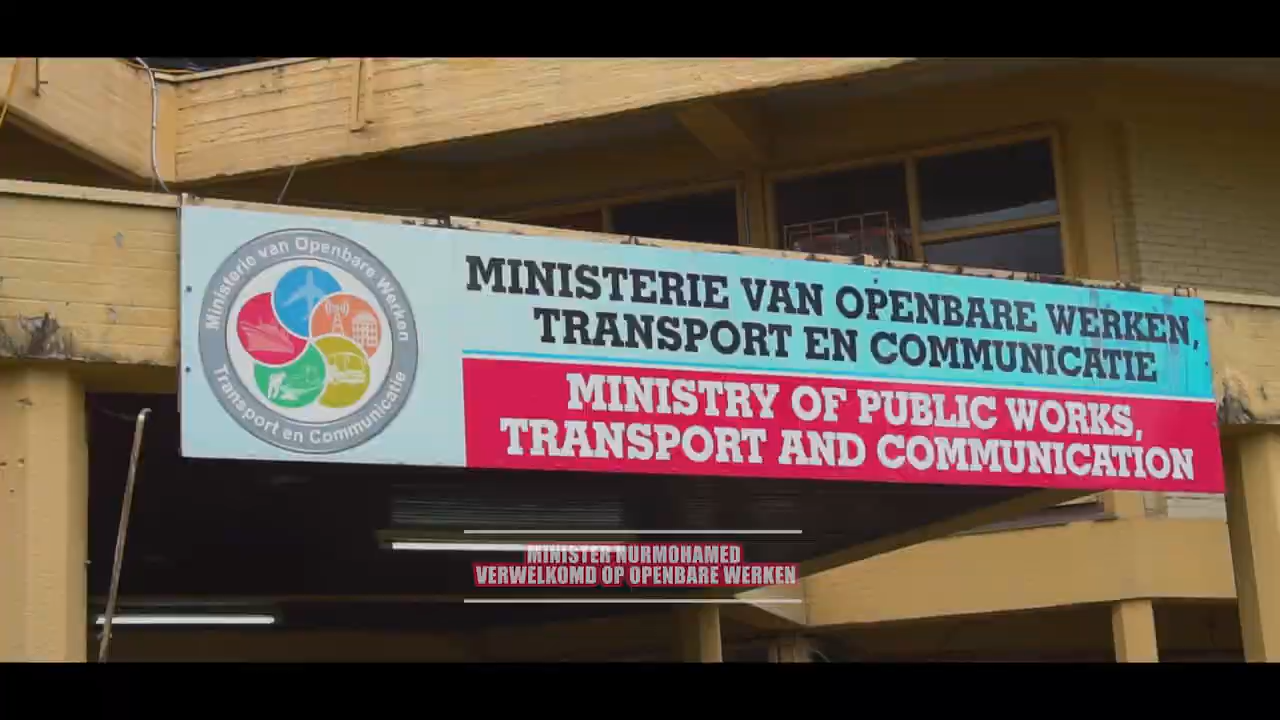 Ministerie van Openbare Werken
Transport en Communicatie
MINISTERIE VAN OPENBARE WERKEN,
TRANSPORT EN COMMUNICATIE
MINISTRY OF PUBLIC WORKS,
TRANSPORT AND COMMUNICATION
MINISTER NURMOHAMED
VERWELKOMD OP OPENBARE WERKEN